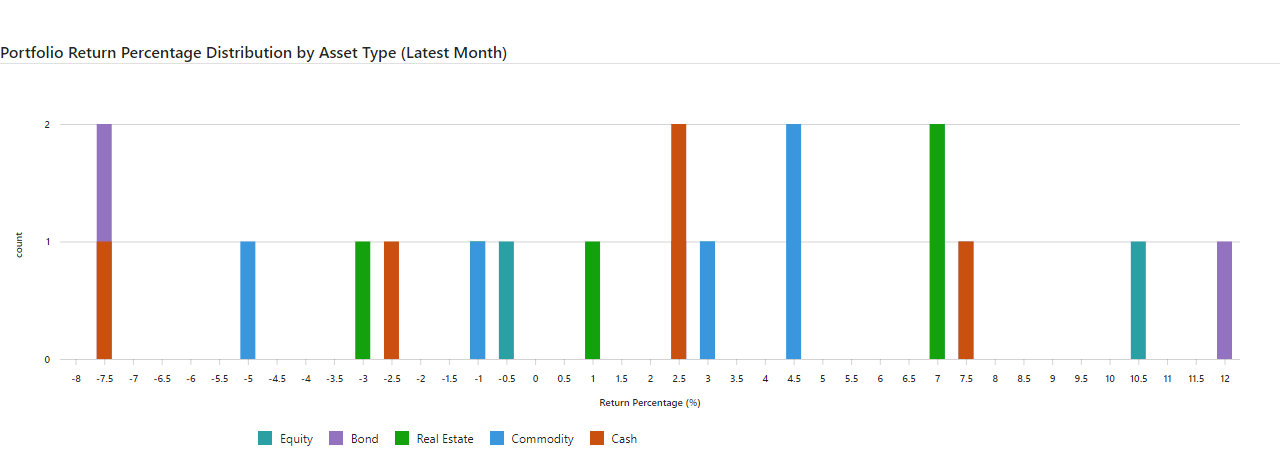 Portfolio Return Percentage Distribution by Asset Type (Latest Month)
2
1
0
count
-8 -7.5 -7 -6.5 -6 -5.5 -5 -4.5 -4 -3.5 -3 -2.5 -2 -1.5 -1 -0.5 0 0.5 1 1.5 2 2.5 3 3.5 4 4.5 5 5.5 6 6.5 7 7.5 8 8.5 9 9.5 10 10.5 11 11.5 12
Return Percentage (%)
Equity Bond Real Estate Commodity Cash